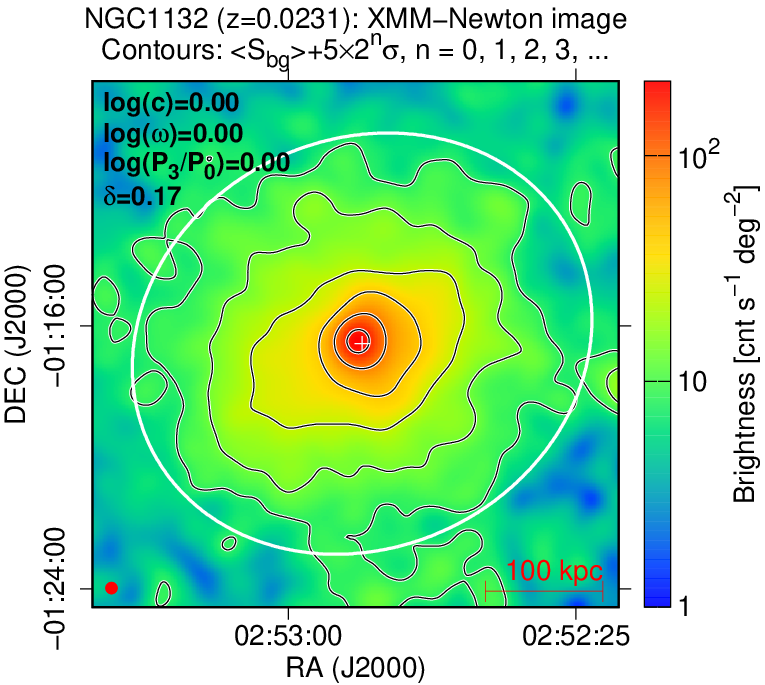 NGC1132 (z=0.0231): XMM−Newton image
Contours: <S_bg>+5×2^nσ, n = 0, 1, 2, 3, ...
log(c)=0.00
log(ω)=0.00
log(P_3/P_0)=0.00
δ=0.17
DEC (J2000)
−01:16:00
−01:24:00
100 kpc
02:53:00
02:52:25
RA (J2000)
10^2
10
1
Brightness [cnt s^−1 deg^−2]